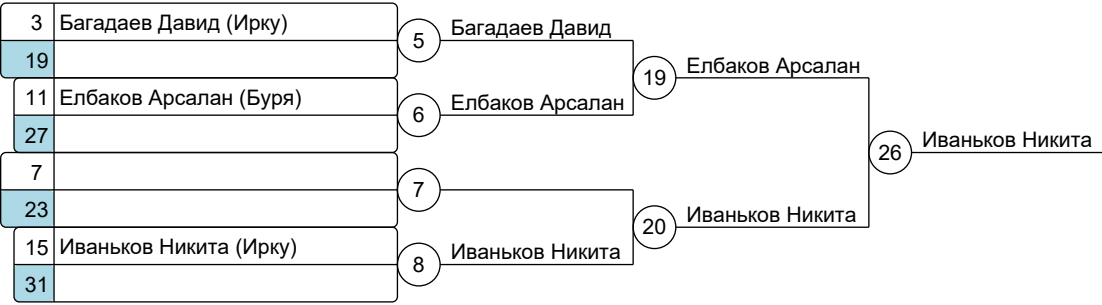 3 Багадаев Давид (Ирку)
19
11 Елбаков Арсалан (Буря)
27
7
23
15 Иваньков Никита (Ирку)
31
5 Багадаев Давид
6 Елбаков Арсалан
7
8 Иваньков Никита
19 Елбаков Арсалан
20 Иваньков Никита
26 Иваньков Никита